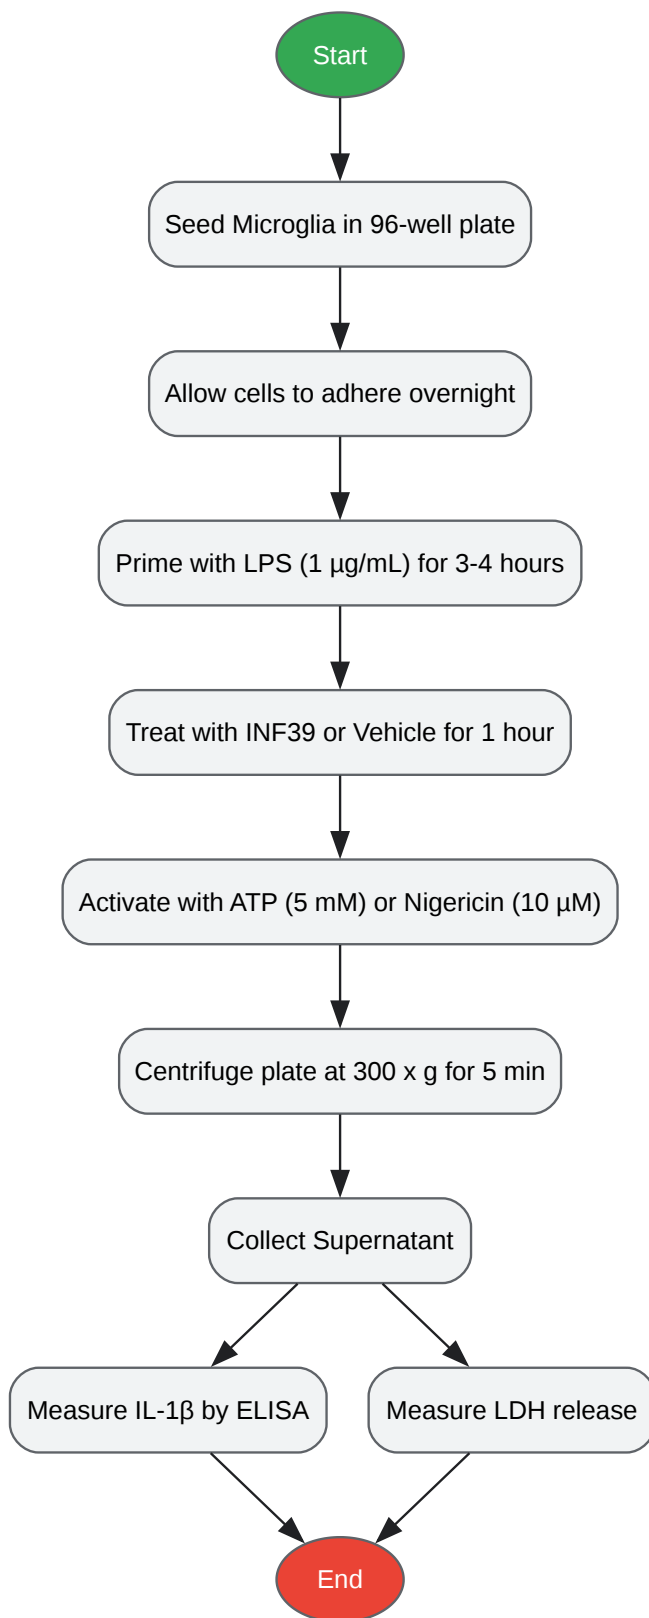 Start
Seed Microglia in 96-well plate
Allow cells to adhere overnight
Prime with LPS (1 µg/mL) for 3-4 hours
Treat with INF39 or Vehicle for 1 hour
Activate with ATP (5 mM) or Nigericin (10 µM)
Centrifuge plate at 300 x g for 5 min
Collect Supernatant
Measure IL-1β by ELISA
Measure LDH release
End